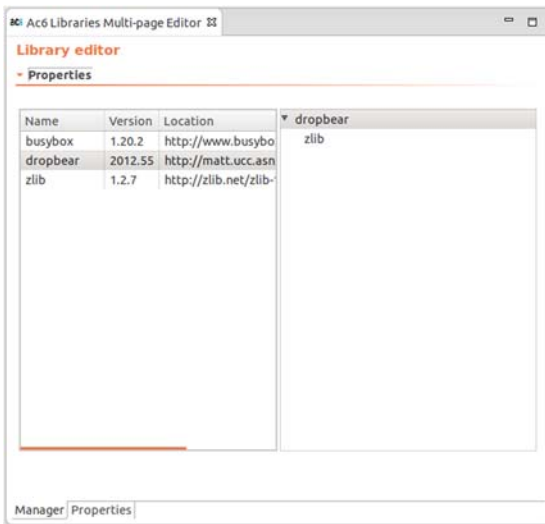 Ac6 Libraries Multi-page Editor
Library editor
Properties
Name Version Location
busybox 1.20.2 http://www.busybo
dropbear 2012.55 http://matt.ucc.asn
zlib 1.2.7 http://zlib.net/zlib-
dropbear
zlib
Manager Properties